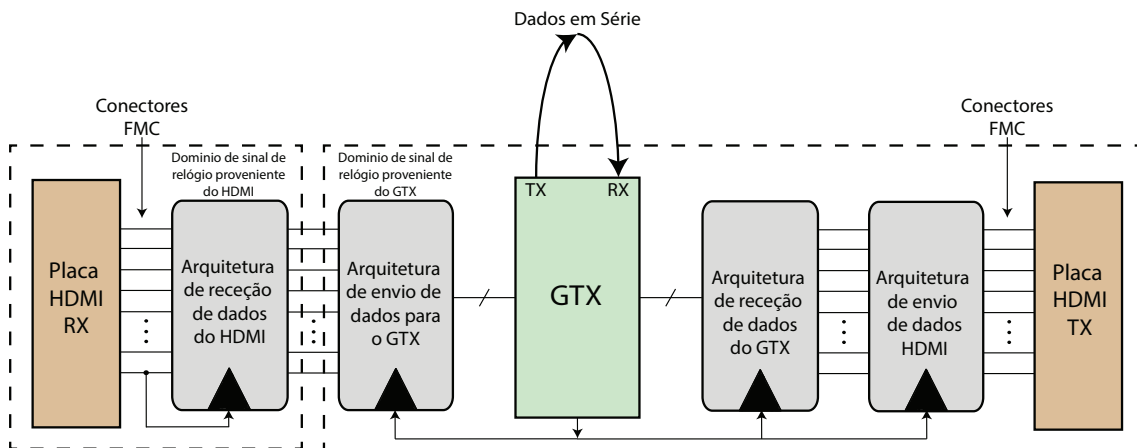 Dados em Série
Conectores
FMC
Conectores
FMC
Dominio de sinal de
relógio proveniente
do HDMI
Dominio de sinal de
relógio proveniente
do GTX
TX
RX
Placa
HDMI
RX
Arquitetura
de receção
de dados
do HDMI
Arquitetura
de envio de
dados para
o GTX
GTX
Arquitetura
de receção
de dados
do GTX
Arquitetura
de envio
de dados
HDMI
Placa
HDMI
TX